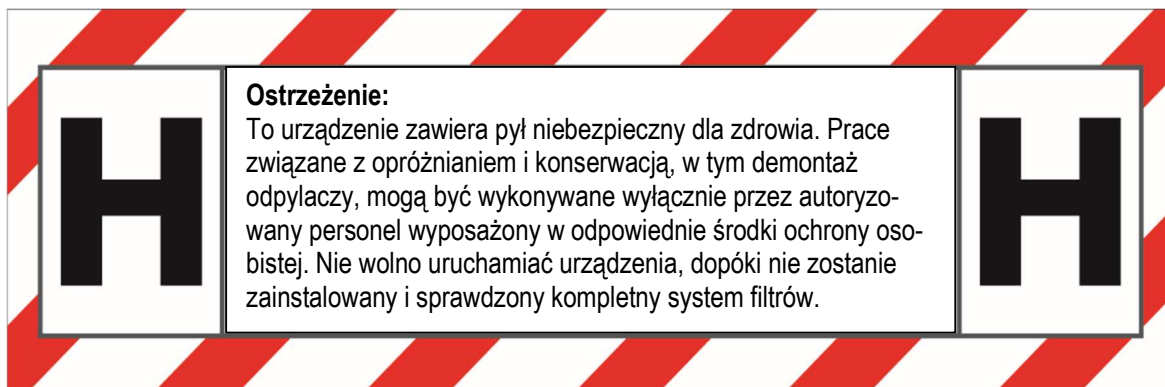 H
Ostrzeżenie:
To urządzenie zawiera pył niebezpieczny dla zdrowia. Prace
związane z opróżnianiem i konserwacją, w tym demontaż
odpylaczy, mogą być wykonywane wyłącznie przez autoryzo-
wany personel wyposażony w odpowiednie środki ochrony oso-
bistej. Nie wolno uruchamiać urządzenia, dopóki nie zostanie
zainstalowany i sprawdzony kompletny system filtrów.
H